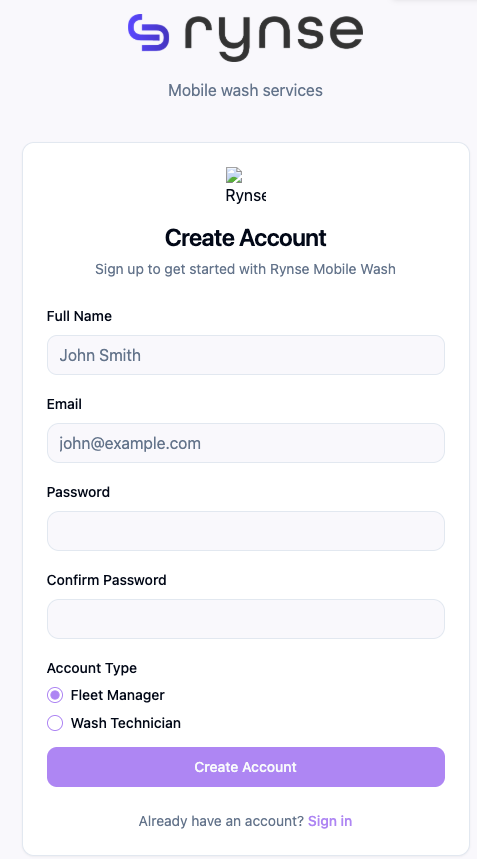 rynse
Mobile wash services
Rynse
Create Account
Sign up to get started with Rynse Mobile Wash
Full Name
John Smith
Email
john@example.com
Password
Confirm Password
Account Type
Fleet Manager
Wash Technician
Create Account
Already have an account? Sign in